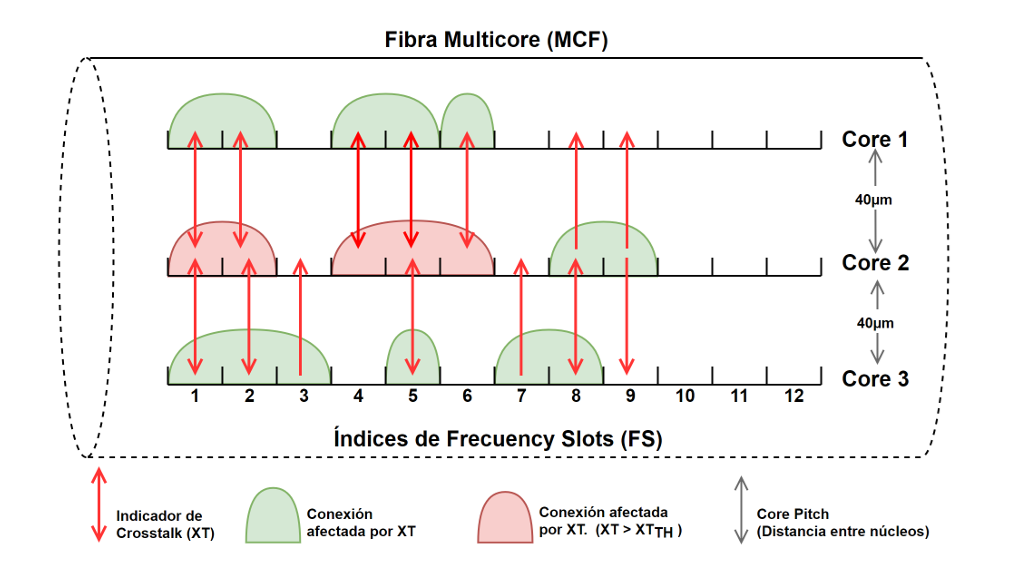 Fibra Multicore (MCF)
Core 1
40μm
Core 2
40μm
Core 3
1 2 3 4 5 6 7 8 9 10 11 12
Índices de Frecuency Slots (FS)
Indicador de
Crosstalk (XT)
Conexión
afectada por XT
Conexión afectada
por XT. (XT > XTTH )
Core Pitch
(Distancia entre núcleos)